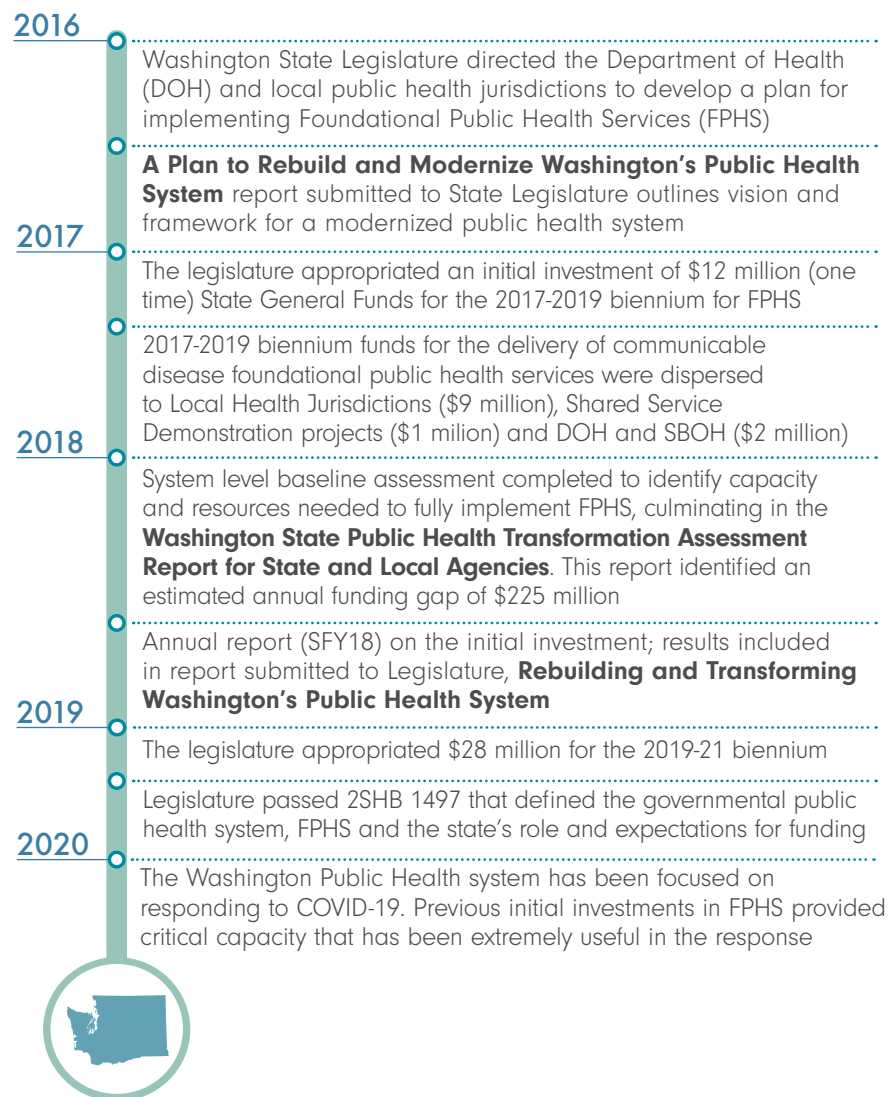 2016
Washington State Legislature directed the Department of Health
(DOH) and local public health jurisdictions to develop a plan for
implementing Foundational Public Health Services (FPHS)
A Plan to Rebuild and Modernize Washington's Public Health
System report submitted to State Legislature outlines vision and
framework for a modernized public health system
2017
The legislature appropriated an initial investment of $12 million (one
time) State General Funds for the 2017-2019 biennium for FPHS
2017-2019 biennium funds for the delivery of communicable
disease foundational public health services were dispersed
to Local Health Jurisdictions ($9 million), Shared Service
Demonstration projects ($1 milion) and DOH and SBOH ($2 million)
2018
System level baseline assessment completed to identify capacity
and resources needed to fully implement FPHS, culminating in the
Washington State Public Health Transformation Assessment
Report for State and Local Agencies. This report identified an
estimated annual funding gap of $225 million
Annual report (SFY18) on the initial investment; results included
in report submitted to Legislature, Rebuilding and Transforming
Washington's Public Health System
2019
The legislature appropriated $28 million for the 2019-21 biennium
Legislature passed 2SHB 1497 that defined the governmental public
health system, FPHS and the state's role and expectations for funding
2020
The Washington Public Health system has been focused on
responding to COVID-19. Previous initial investments in FPHS provided
critical capacity that has been extremely useful in the response